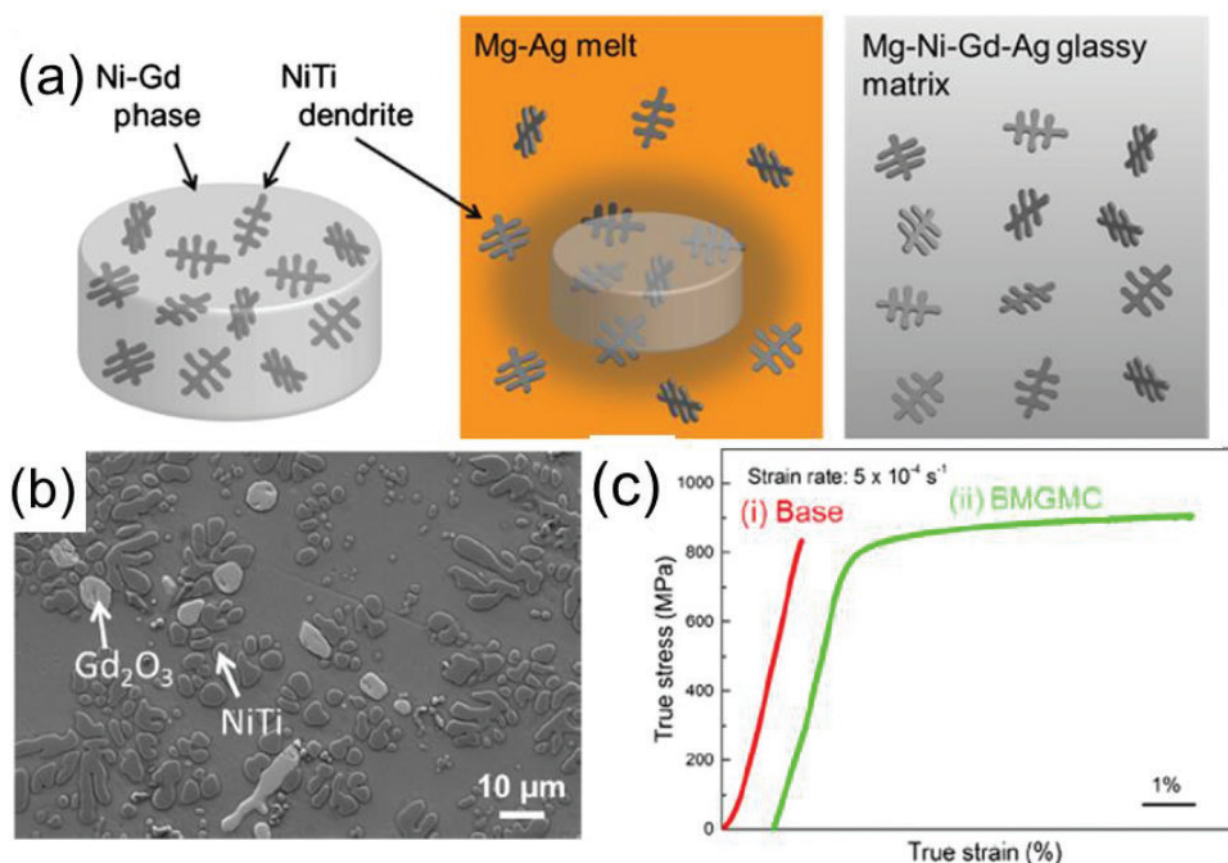 (a)
Ni-Gd
phase
NiTi
dendrite
Mg-Ag melt
Mg-Ni-Gd-Ag glassy
matrix
(b)
Gd₂O₃
NiTi
10 µm
(c)
Strain rate: 5 x 10⁻⁴ s⁻¹
(i) Base
(ii) BMGMC
True stress (MPa)
1000
800
600
400
200
0
1%
True strain (%)